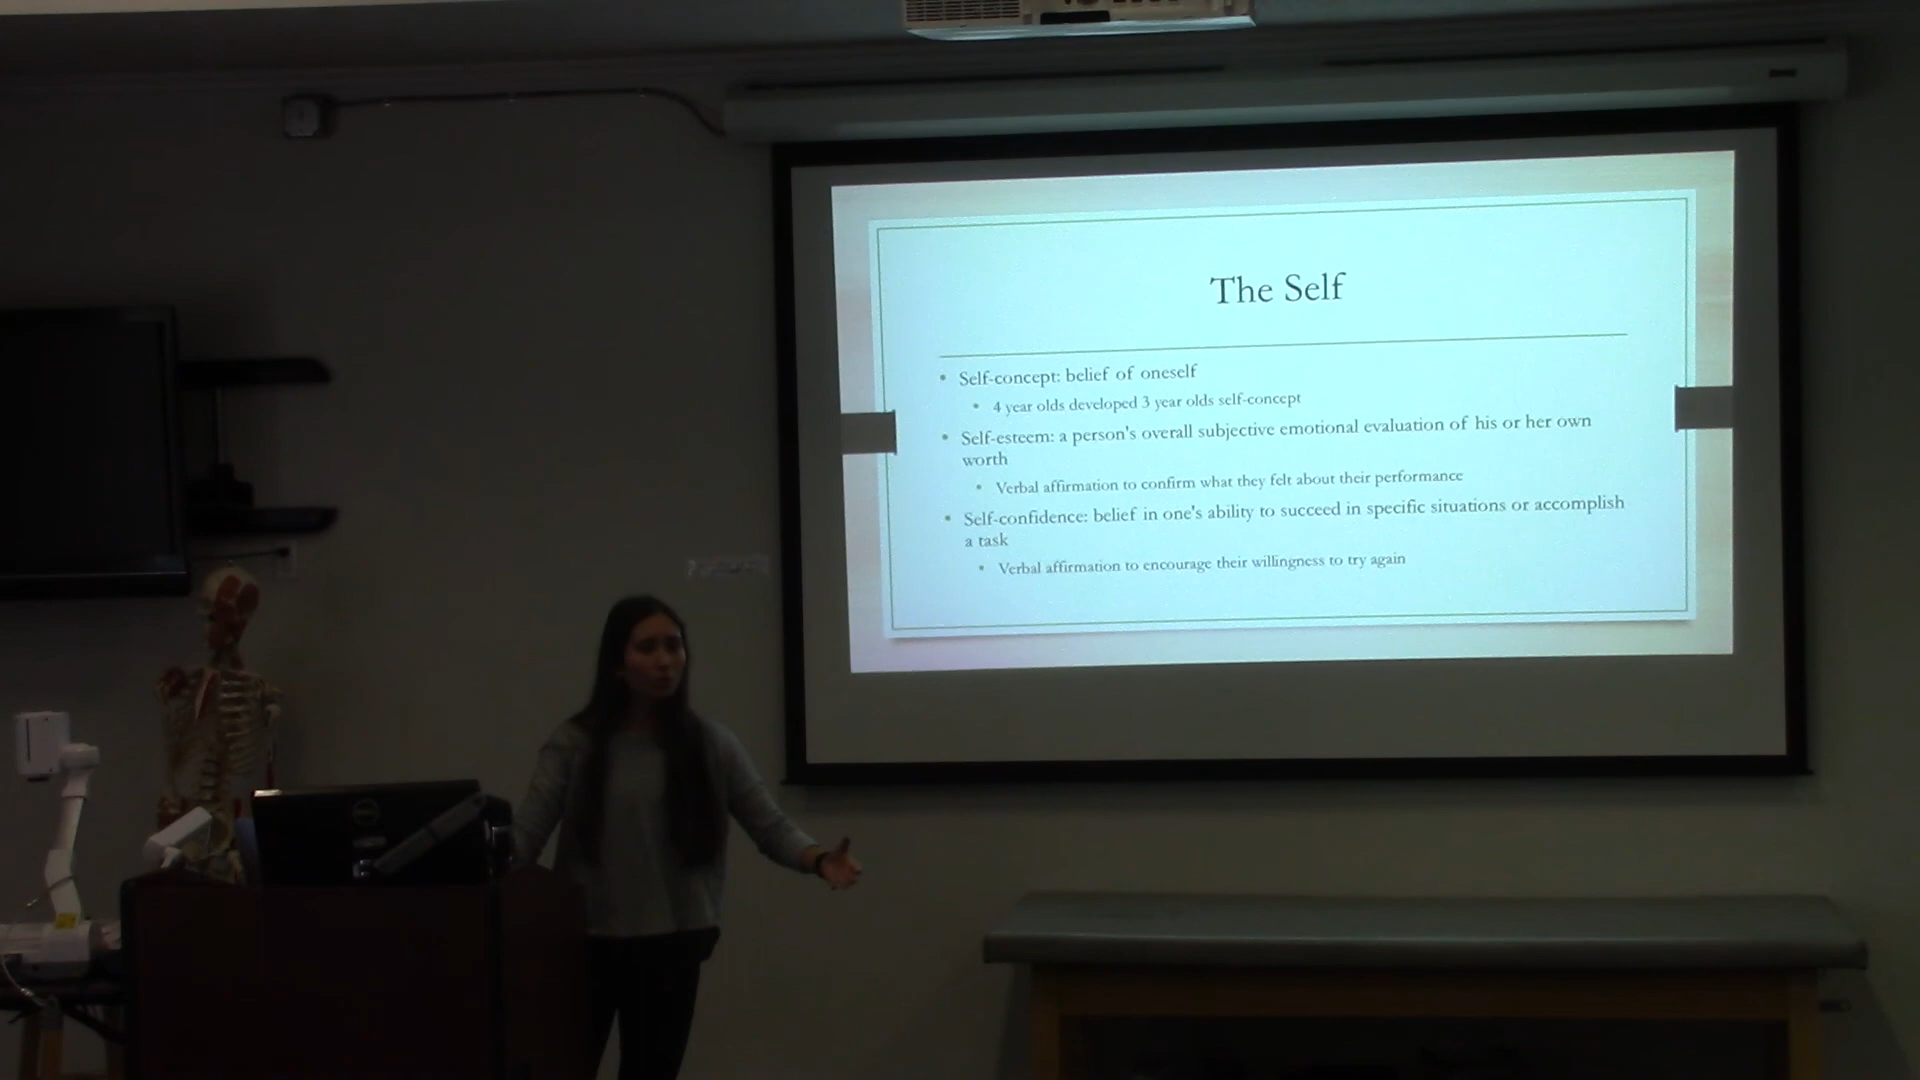 The Self
• Self-concept: belief of oneself
• 4 year olds developed 3 year olds self-concept
• Self-esteem: a person's overall subjective emotional evaluation of his or her own
worth
• Verbal affirmation to confirm what they felt about their performance
• Self-confidence: belief in one's ability to succeed in specific situations or accomplish
a task
• Verbal affirmation to encourage their willingness to try again